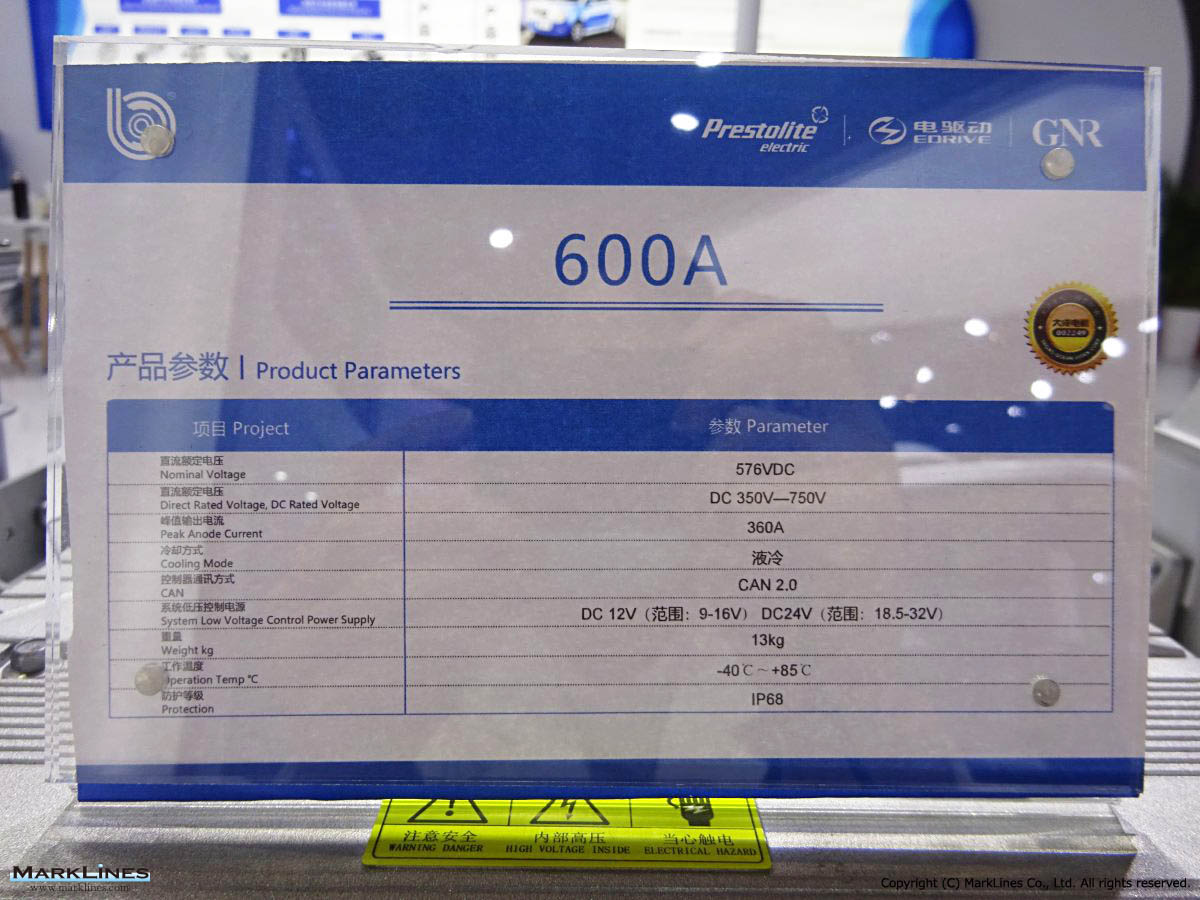 Prestolite
electric
电驱动
EDRIVE
GNR
600A
002249
产品参数 | Product Parameters
项目 Project 参数 Parameter
直流额定电压
Nominal Voltage
576VDC
直流额定电压
Direct Rated Voltage, DC Rated Voltage
DC 350V—750V
峰值输出电流
Peak Anode Current
360A
冷却方式
Cooling Mode
液冷
控制器通讯方式
CAN
CAN 2.0
系统低压控制电源
System Low Voltage Control Power Supply
DC 12V（范围：9-16V） DC24V（范围：18.5-32V）
重量
Weight kg
13kg
工作温度
Operation Temp ℃
-40℃～+85℃
防护等级
Protection
IP68
注意安全 内部高压 当心触电
WARNING DANGER HIGH VOLTAGE INSIDE ELECTRICAL HAZARD
MARKLINES
www.marklines.com
Copyright (C) MarkLines Co., Ltd. All rights reserved.